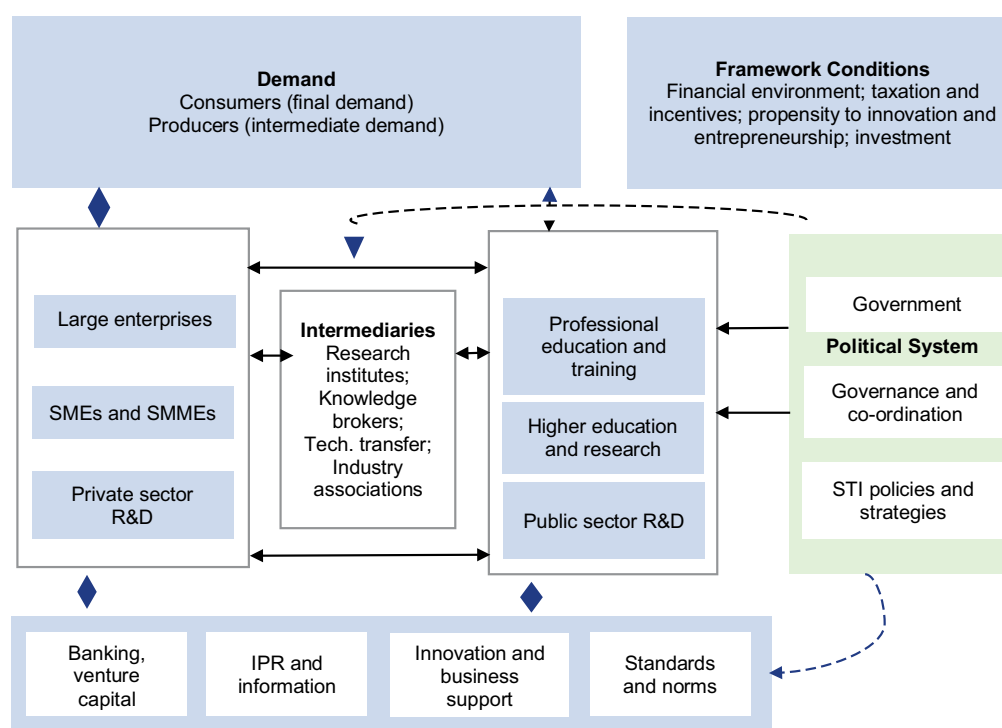 Demand
Consumers (final demand)
Producers (intermediate demand)
Framework Conditions
Financial environment; taxation and
incentives; propensity to innovation and
entrepreneurship; investment
Large enterprises
SMEs and SMMEs
Private sector
R&D
Intermediaries
Research
institutes;
Knowledge
brokers;
Tech. transfer;
Industry
associations
Professional
education and
training
Higher education
and research
Public sector R&D
Government
Political System
Governance and
co-ordination
STI policies and
strategies
Banking,
venture
capital
IPR and
information
Innovation and
business
support
Standards
and norms